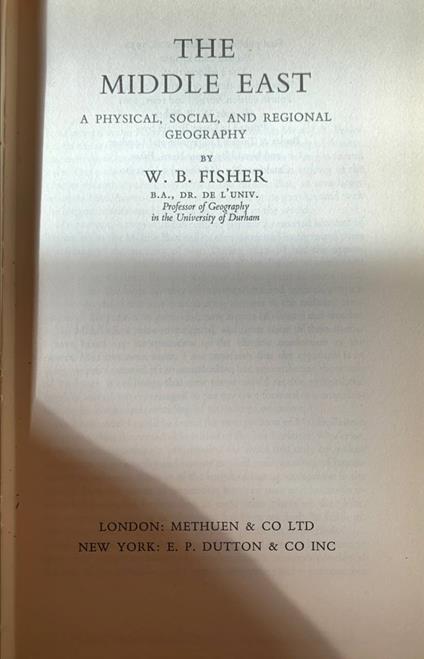 THE
MIDDLE EAST
A PHYSICAL, SOCIAL, AND REGIONAL
GEOGRAPHY
BY
W. B. FISHER
B.A., DR. DE L'UNIV.
Professor of Geography
in the University of Durham
LONDON: METHUEN & CO LTD
NEW YORK: E. P. DUTTON & CO INC